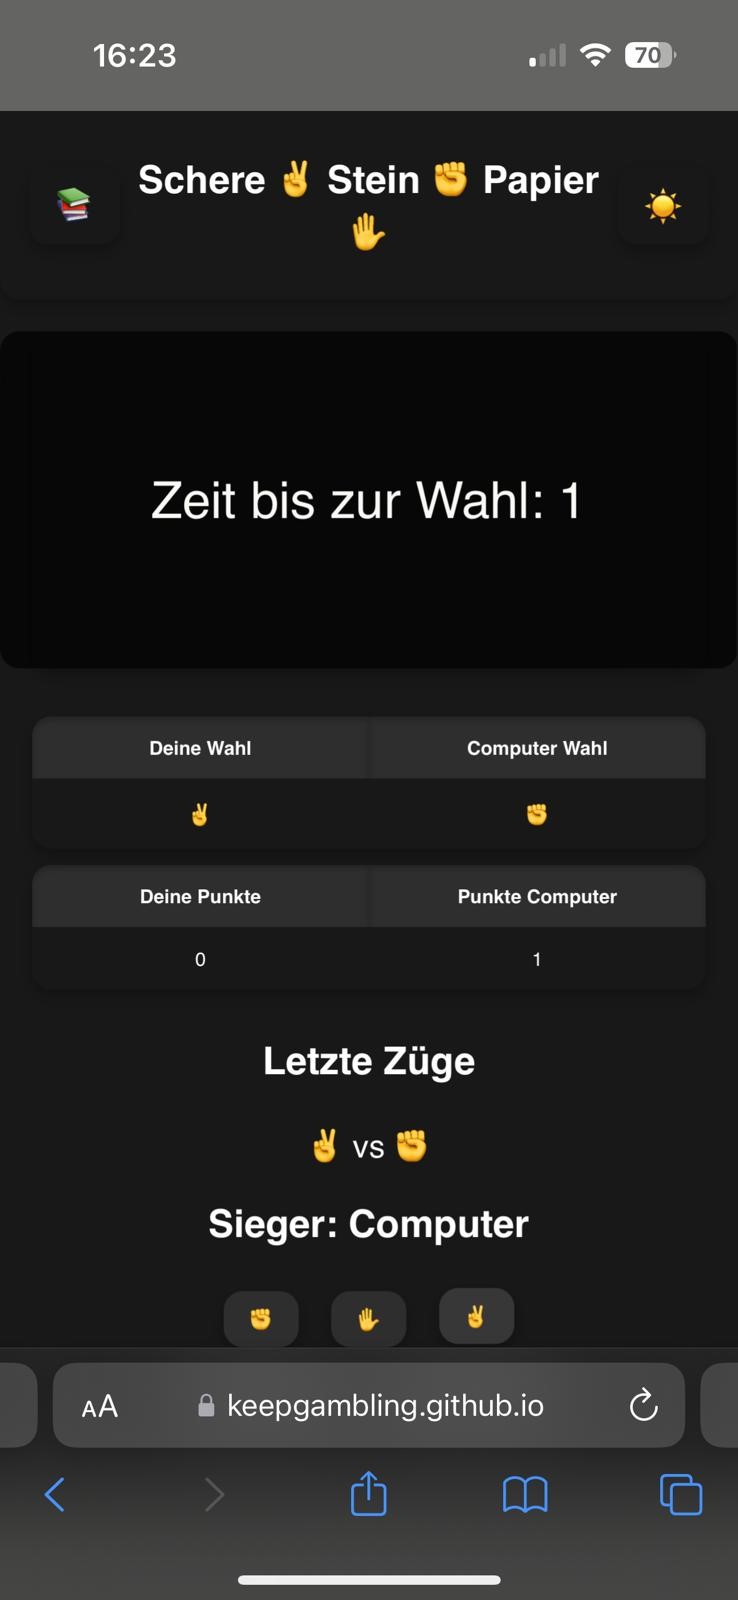 16:23
70
Schere ✌️ Stein ✊ Papier
✋
Zeit bis zur Wahl: 1
Deine Wahl Computer Wahl
✌️ ✊
Deine Punkte Punkte Computer
0 1
Letzte Züge
✌️ vs ✊
Sieger: Computer
✊ ✋ ✌️
AA keepgambling.github.io